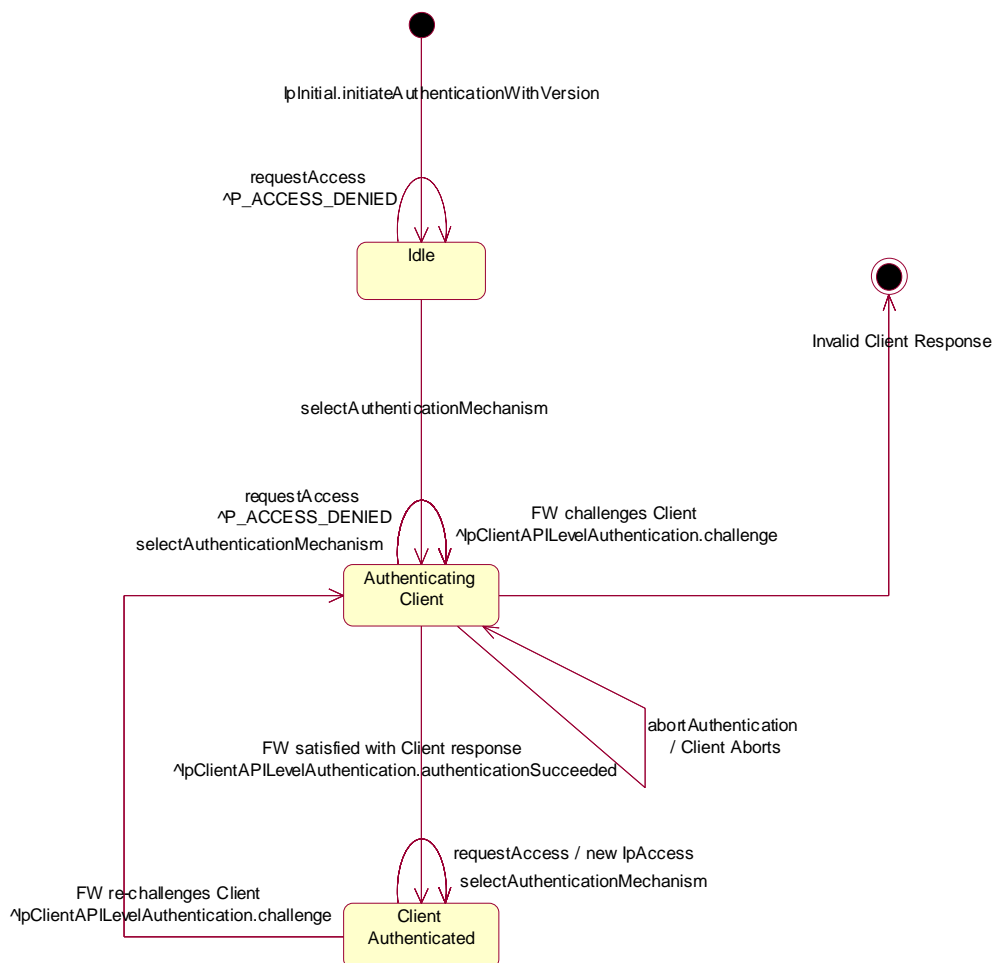 IpInitial.initiateAuthenticationWithVersion
requestAccess
^P_ACCESS_DENIED
Idle
Invalid Client Response
selectAuthenticationMechanism
requestAccess
^P_ACCESS_DENIED
selectAuthenticationMechanism
FW challenges Client
^IpClientAPILevelAuthentication.challenge
Authenticating
Client
abortAuthentication
/ Client Aborts
FW satisfied with Client response
^IpClientAPILevelAuthentication.authenticationSucceeded
requestAccess / new IpAccess
selectAuthenticationMechanism
FW re-challenges Client
^IpClientAPILevelAuthentication.challenge
Client
Authenticated